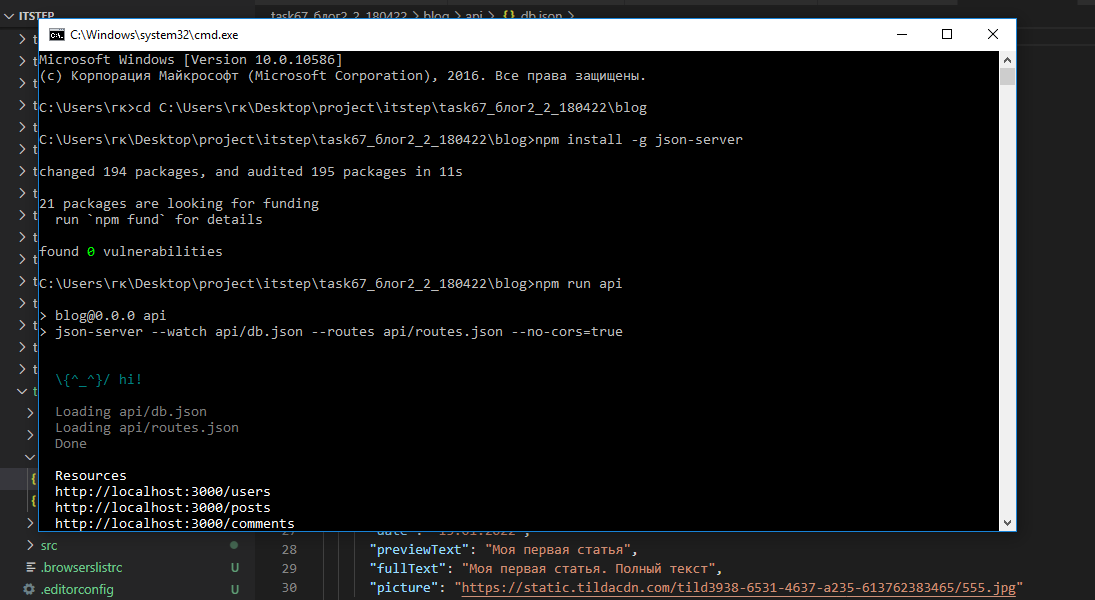 ITSTEP
task67_блог2_2_180422 > blog > api > {} db.json >
C:\Windows\system32\cmd.exe
Microsoft Windows [Version 10.0.10586]
(c) Корпорация Майкрософт (Microsoft Corporation), 2016. Все права защищены.
C:\Users\гк>cd C:\Users\гк\Desktop\project\itstep\task67_блог2_2_180422\blog
C:\Users\гк\Desktop\project\itstep\task67_блог2_2_180422\blog>npm install -g json-server
changed 194 packages, and audited 195 packages in 11s
21 packages are looking for funding
run `npm fund` for details
found 0 vulnerabilities
C:\Users\гк\Desktop\project\itstep\task67_блог2_2_180422\blog>npm run api
> blog@0.0.0 api
> json-server --watch api/db.json --routes api/routes.json --no-cors=true
\{^_^}/ hi!
Loading api/db.json
Loading api/routes.json
Done
Resources
http://localhost:3000/users
http://localhost:3000/posts
http://localhost:3000/comments
27 "date": "15.01.2022",
28 "previewText": "Моя первая статья",
29 "fullText": "Моя первая статья. Полный текст",
30 "picture": "https://static.tildacdn.com/tild3938-6531-4637-a235-613762383465/555.jpg"
src
.browserslistrc U
.editorconfig U